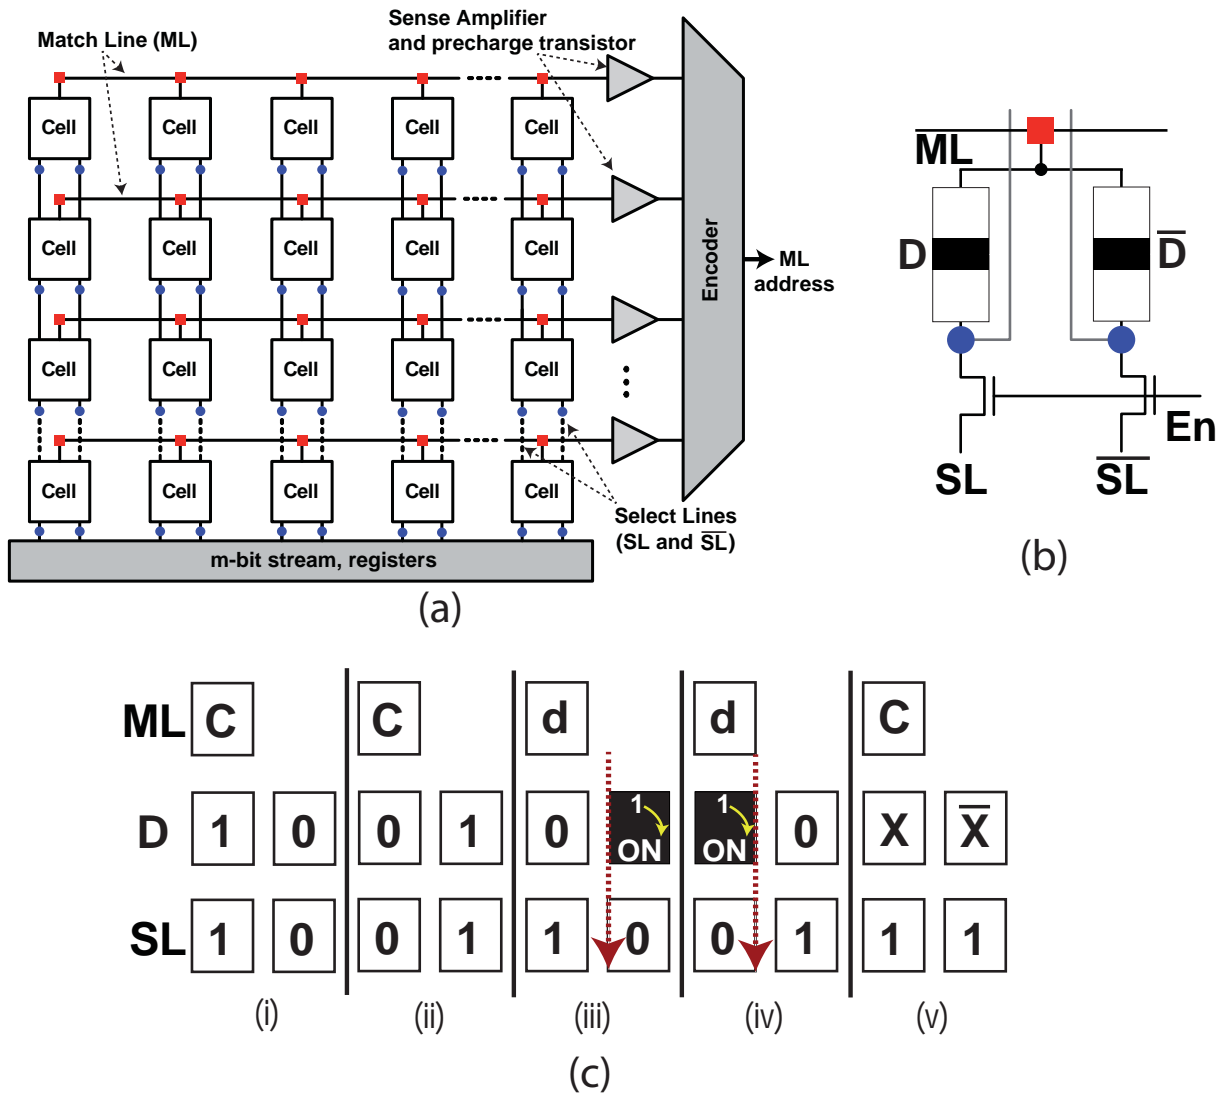 Match Line (ML)
Sense Amplifier
and precharge transistor
Cell Cell Cell Cell Cell
Cell Cell Cell Cell Cell
Cell Cell Cell Cell Cell
Cell Cell Cell Cell Cell
Encoder
ML
address
Select Lines
(SL and S̅L̅)
m-bit stream, registers
(a)
ML
D D̅
En
SL S̅L̅
(b)
ML C C d d C
D 1 0 0 1 0 1 ON 1 ON 0 X X̅
SL 1 0 0 1 1 0 0 1 1 1
(i) (ii) (iii) (iv) (v)
(c)